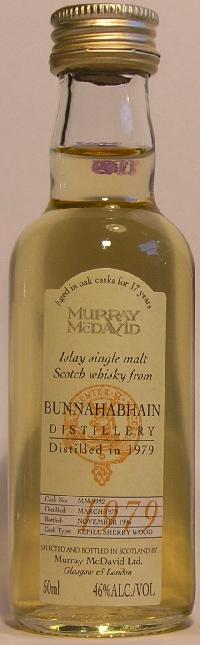 Aged in oak casks for 17 years
MURRAY
McDAVID
Islay single malt
Scotch whisky from
BUNNAHABHAIN
DISTILLERY
Distilled in 1979
Cask No: MM 9392
Distilled: MARCH 1979
Bottled: NOVEMBER 1996
Cask Type: REFILL SHERRY WOOD
1979
SELECTED AND BOTTLED IN SCOTLAND BY
Murray McDavid Ltd.
Glasgow & London
50ml 46%ALC./VOL